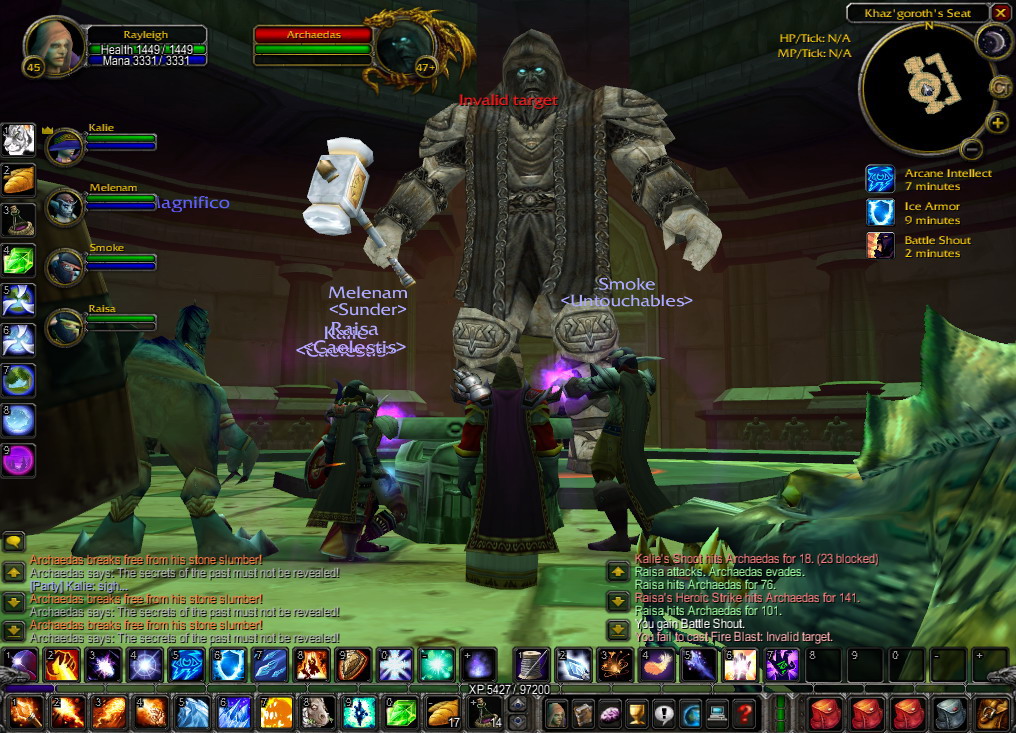 Rayleigh
Health 1449 / 1449
Mana 3331 / 3331
45
Archaedas
47+
Khaz'goroth's Seat
N
HP/Tick: N/A
MP/Tick: N/A
Invalid target
Arcane Intellect
7 minutes
Ice Armor
9 minutes
Battle Shout
2 minutes
Kalie
Melenam
Smoke
Raisa
Melenam
<Sunder>
Raisa
<Caelestis>
Smoke
<Untouchables>
Archaedas breaks free from his stone slumber!
Archaedas says: The secrets of the past must not be revealed!
[Party] Kalie: sigh...
Archaedas breaks free from his stone slumber!
Archaedas says: The secrets of the past must not be revealed!
Archaedas breaks free from his stone slumber!
Archaedas says: The secrets of the past must not be revealed!
Kalie's Shoot hits Archaedas for 18. (23 blocked)
Raisa attacks. Archaedas evades.
Raisa hits Archaedas for 76.
Raisa's Heroic Strike hits Archaedas for 141.
Raisa hits Archaedas for 101.
You gain Battle Shout.
You fail to cast Fire Blast: Invalid target.
XP 5427 / 97200
17
14